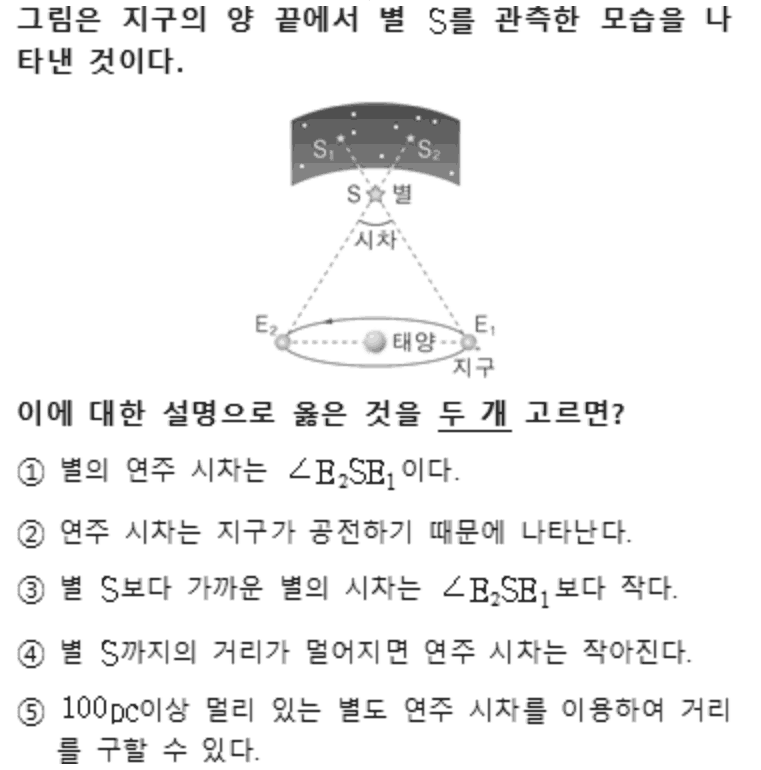 그림은 지구의 양 끝에서 별 S를 관측한 모습을 나
타낸 것이다.
S₁ S₂
S 별
시차
E₂ E₁
태양
지구
이에 대한 설명으로 옳은 것을 두 개 고르면?
① 별의 연주 시차는 ∠E₂SE₁이다.
② 연주 시차는 지구가 공전하기 때문에 나타난다.
③ 별 S보다 가까운 별의 시차는 ∠E₂SE₁보다 작다.
④ 별 S까지의 거리가 멀어지면 연주 시차는 작아진다.
⑤ 100pc이상 멀리 있는 별도 연주 시차를 이용하여 거리
를 구할 수 있다.